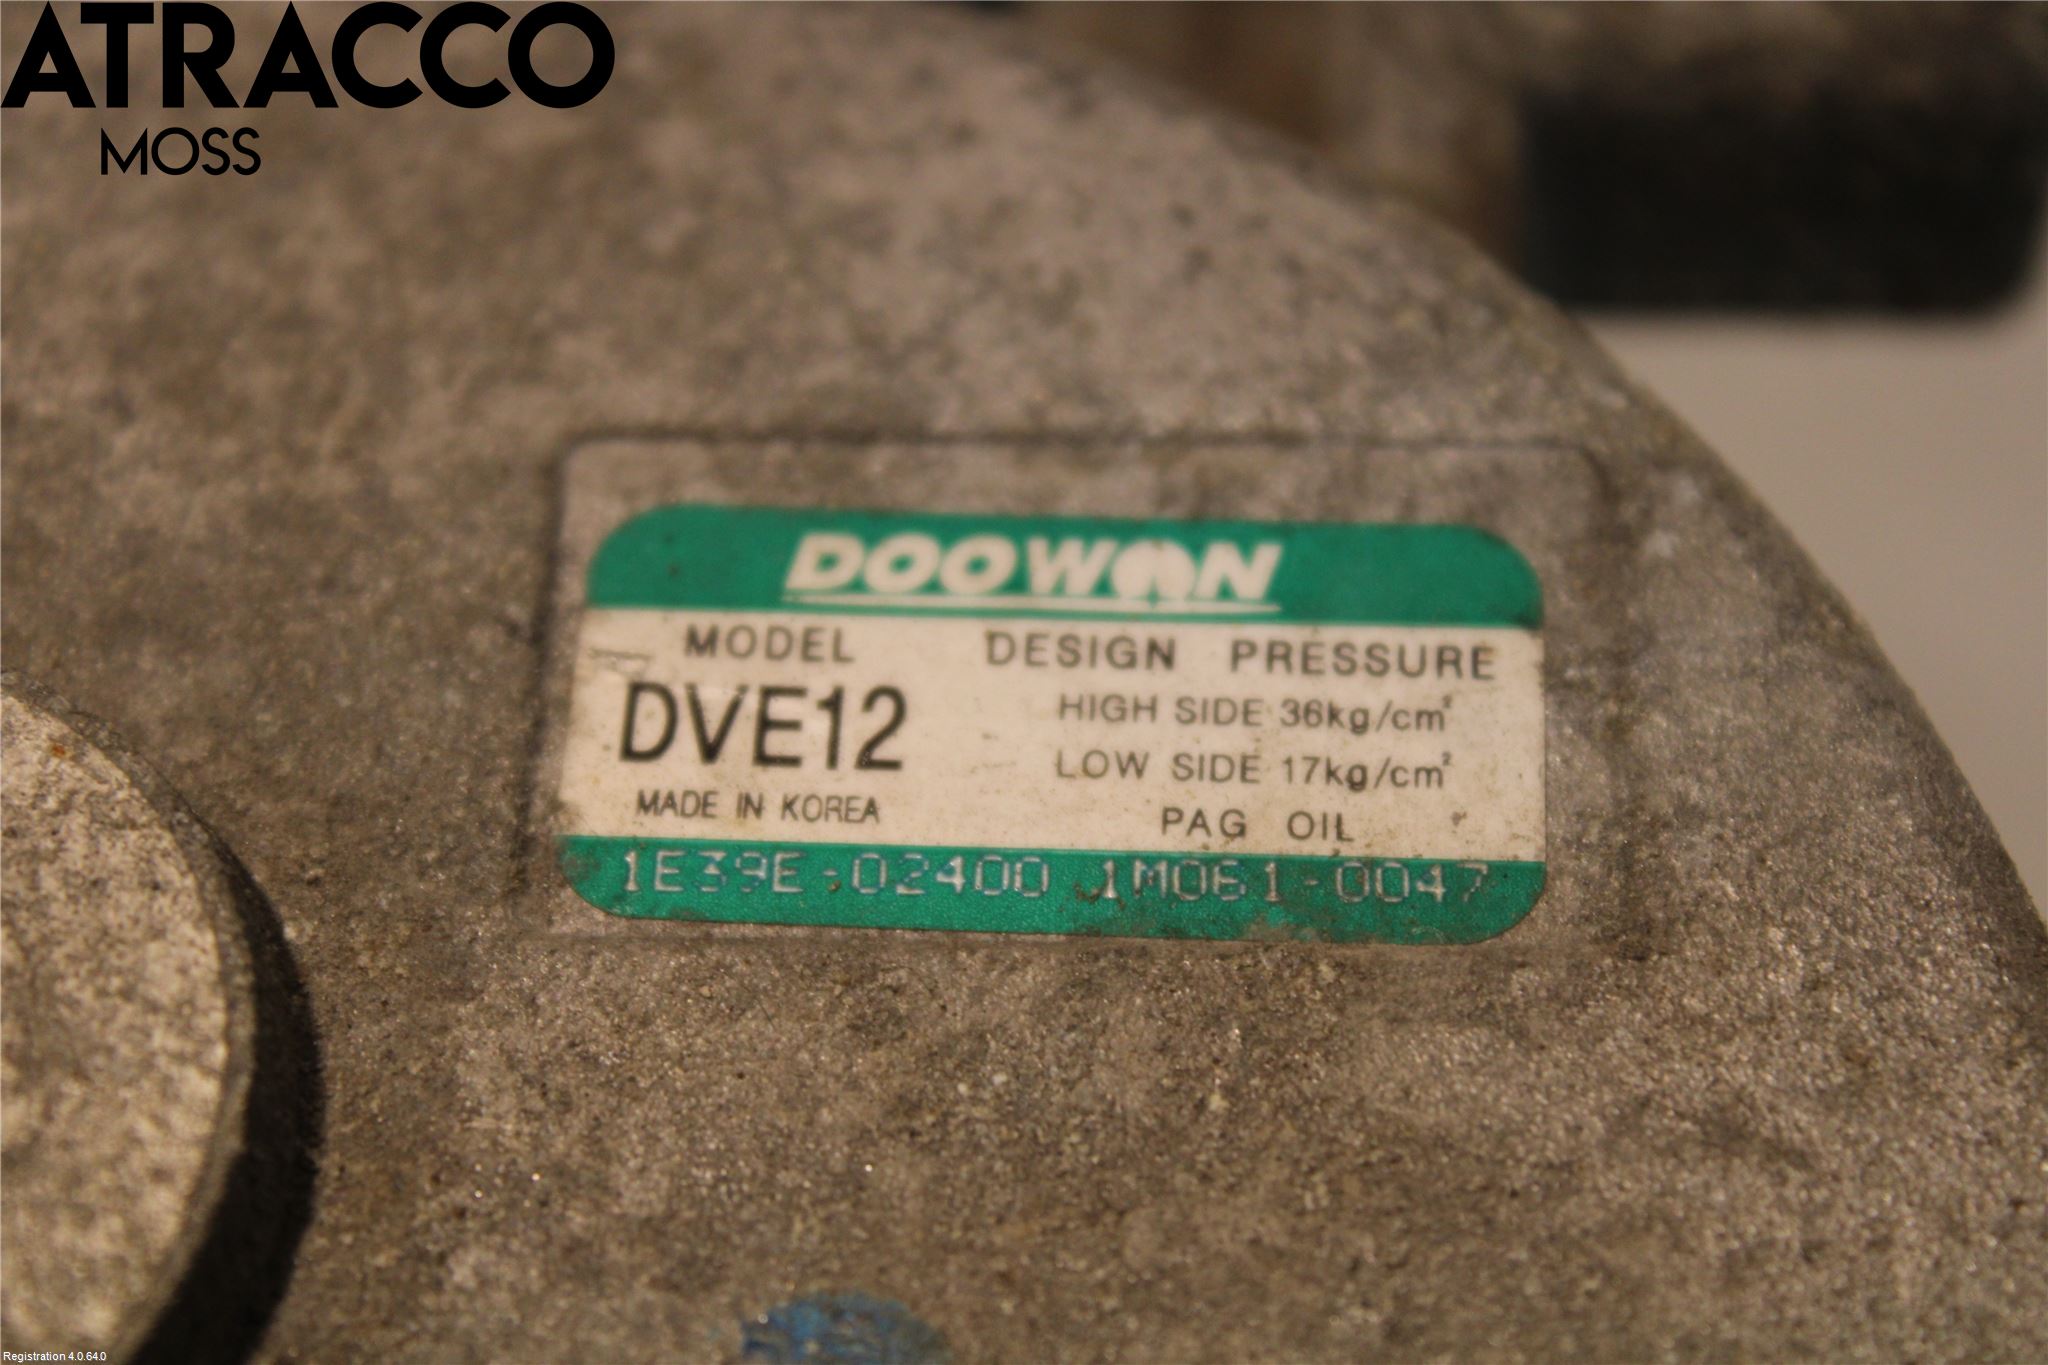 ATRACCO
MOSS
DOOWON
MODEL
DVE12
MADE IN KOREA
DESIGN PRESSURE
HIGH SIDE 36kg/cm²
LOW SIDE 17kg/cm²
PAG OIL
1E39E-02400 1M061-0047
Registration 4.0.64.0